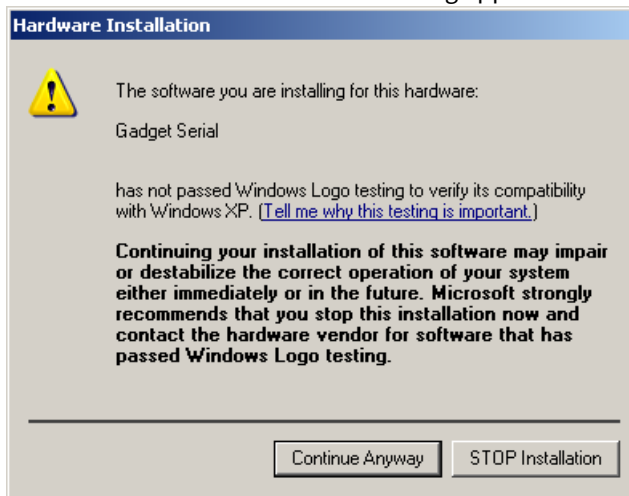 Hardware Installation
The software you are installing for this hardware:
Gadget Serial
has not passed Windows Logo testing to verify its compatibility
with Windows XP. (Tell me why this testing is important.)
Continuing your installation of this software may impair
or destabilize the correct operation of your system
either immediately or in the future. Microsoft strongly
recommends that you stop this installation now and
contact the hardware vendor for software that has
passed Windows Logo testing.
Continue Anyway
STOP Installation